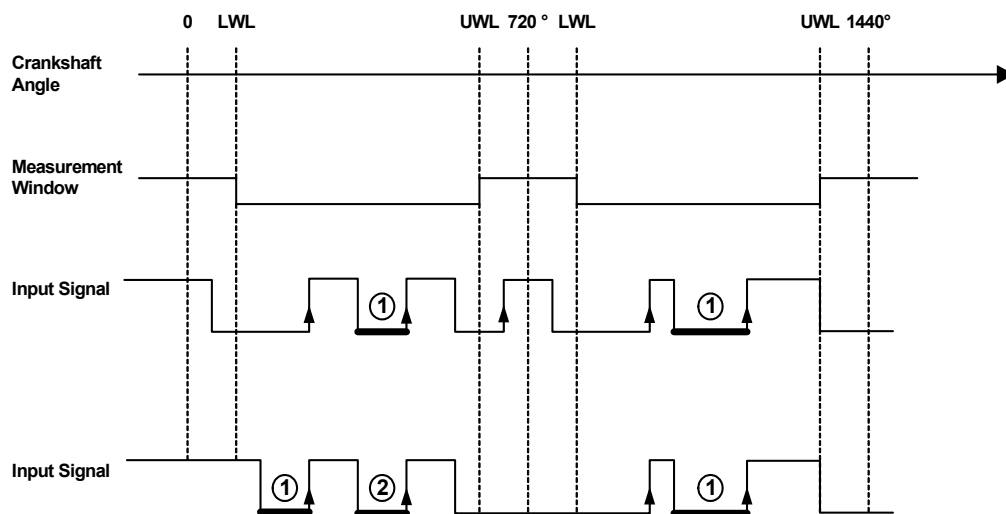 0 LWL UWL 720 ° LWL UWL 1440°
Crankshaft
Angle
Measurement
Window
Input Signal
1 1
Input Signal
1 2 1